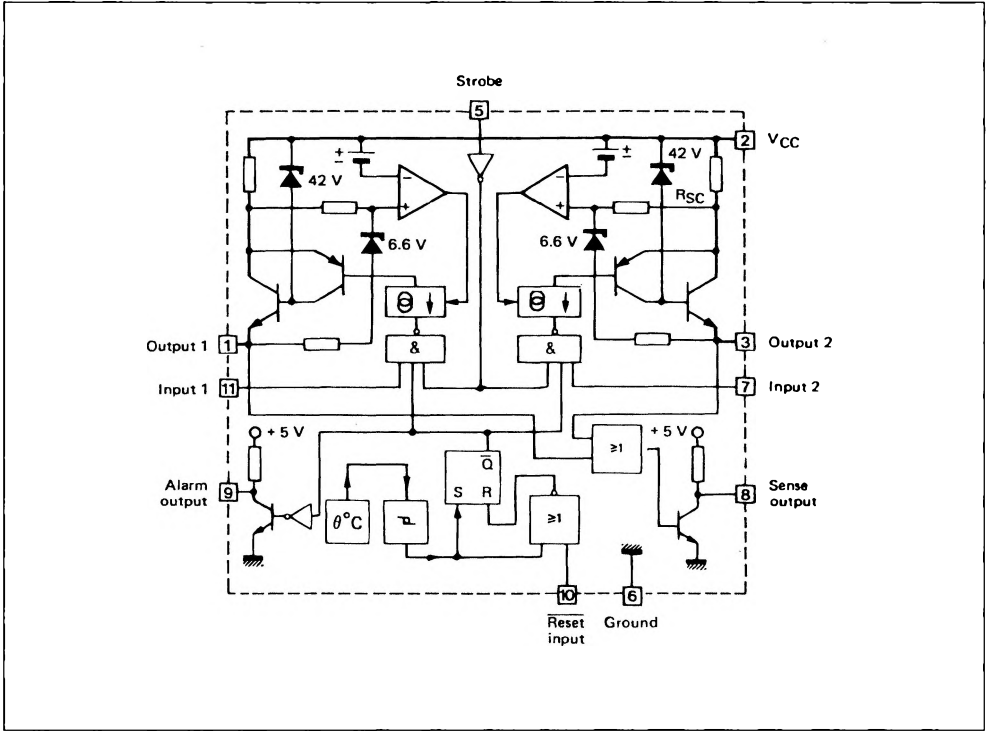 Strobe
5
2 VCC
± 42 V
42 V ±
RSC
- +
- +
6.6 V
6.6 V
& &
Output 1 1
3 Output 2
Input 1 11
7 Input 2
+ 5 V
+ 5 V
≥1
Q̅
S R
Alarm
output
9
8 Sense
output
θ°C
≥1
10 6
R̅e̅s̅e̅t̅
input
Ground